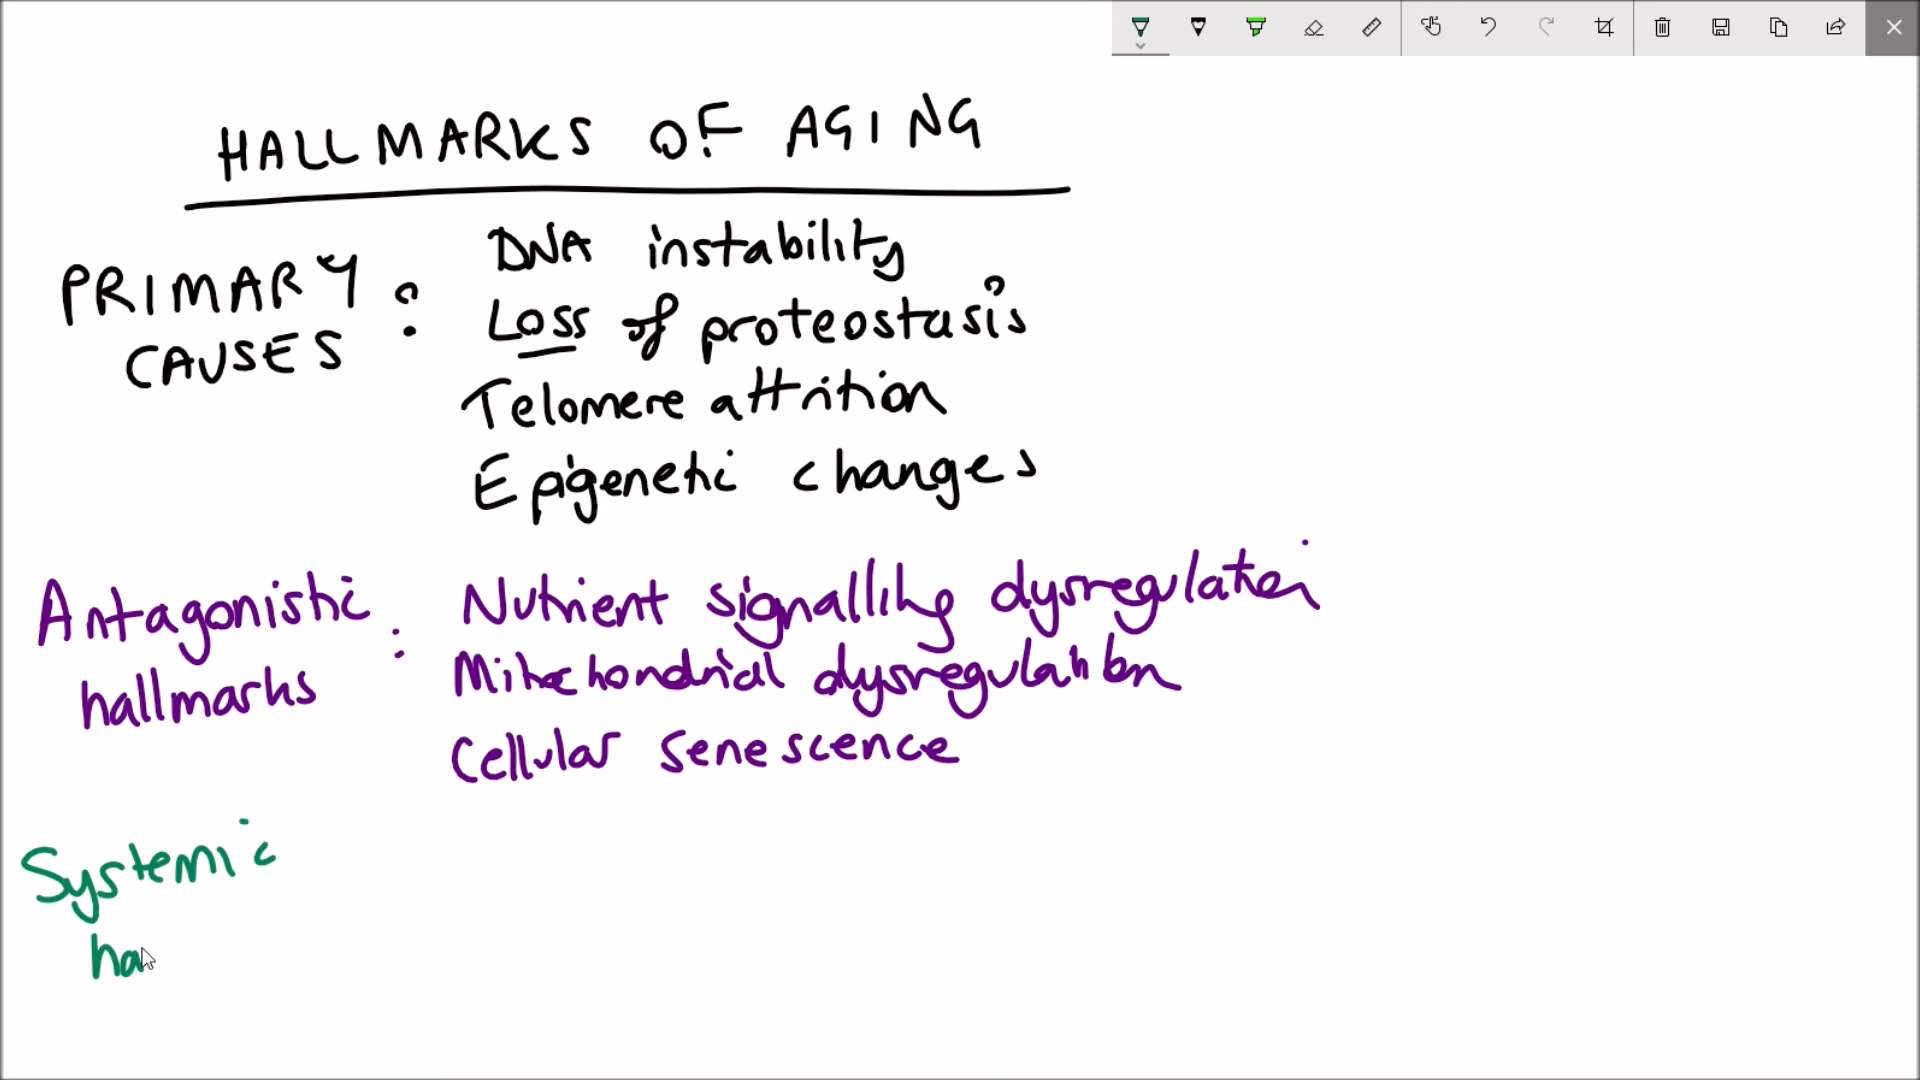 HALLMARKS OF AGING
PRIMARY CAUSES :
DNA instability
Loss of proteostasis
Telomere attrition
Epigenetic changes
Antagonistic hallmarks :
Nutrient signalling dysregulation
Mitochondrial dysregulation
Cellular senescence
Systemic
ha